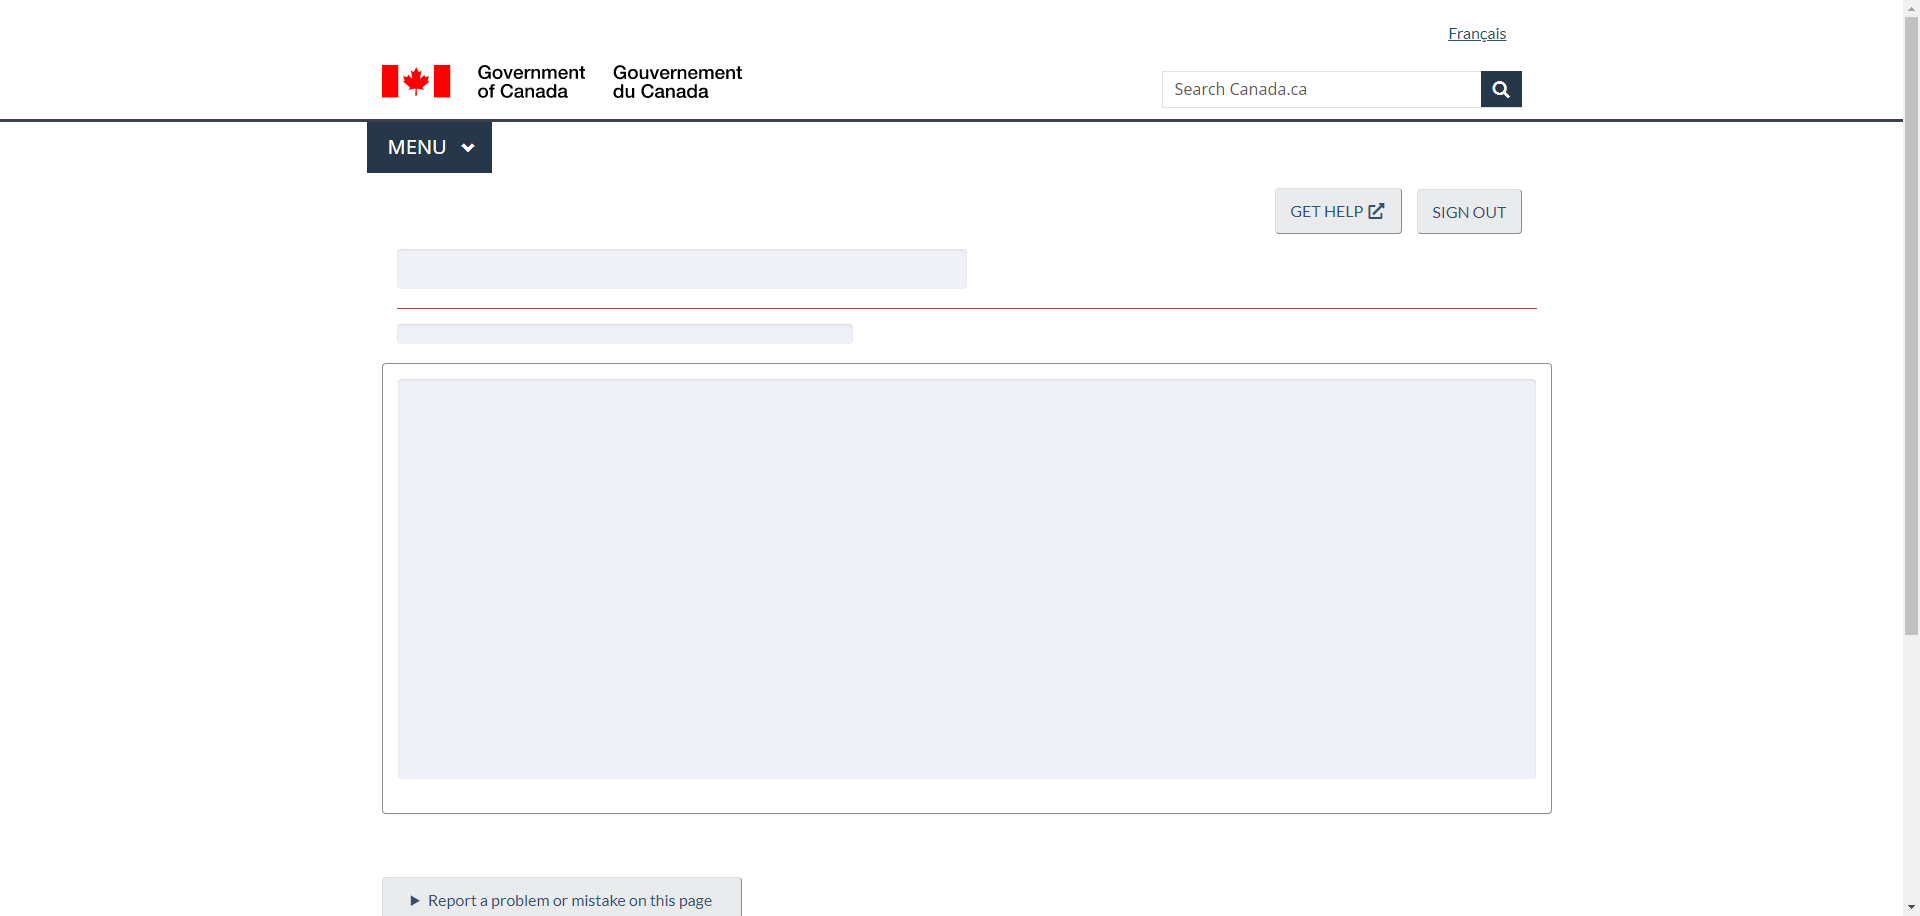 Français
Government
of Canada
Gouvernement
du Canada
Search Canada.ca
MENU
GET HELP
SIGN OUT
Report a problem or mistake on this page